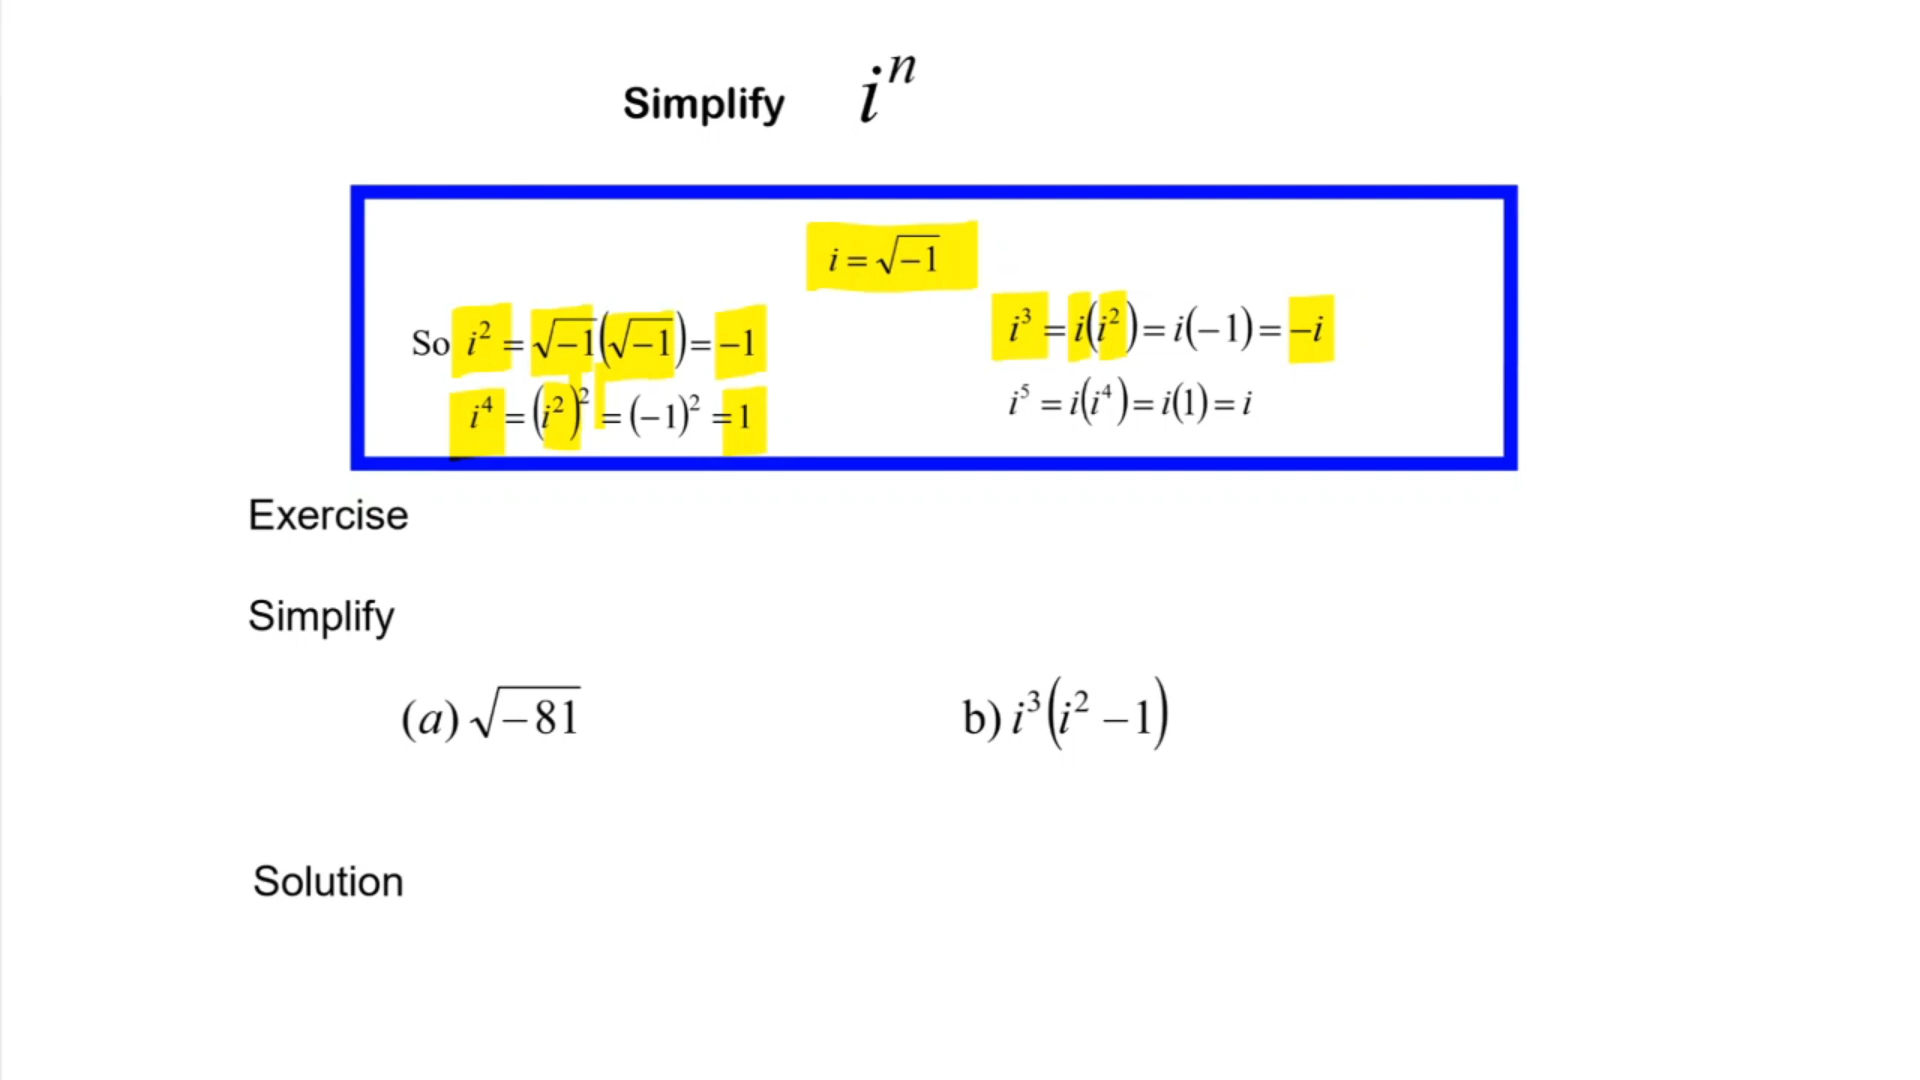 Simplify iⁿ
i = √−1
So i² = √−1(√−1) = −1
i³ = i(i²) = i(−1) = −i
i⁴ = (i²)² = (−1)² = 1
i⁵ = i(i⁴) = i(1) = i
Exercise
Simplify
(a) √−81
b) i³(i² −1)
Solution